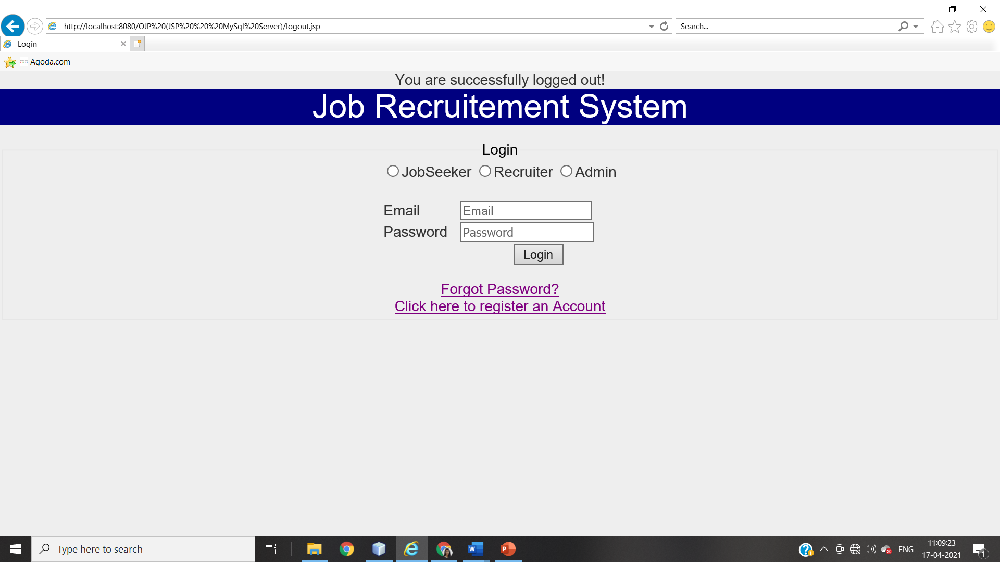 http://localhost:8080/OJP%20(JSP%20%20%20MySql%20Server)/logout.jsp
Search...
Login
Agoda.com
You are successfully logged out!
Job Recruitement System
Login
JobSeeker Recruiter Admin
Email Email
Password Password
Login
Forgot Password?
Click here to register an Account
Type here to search
ENG
11:09:23
17-04-2021
1